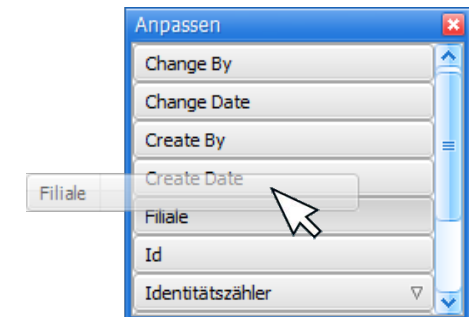 Anpassen
Change By
Change Date
Create By
Create Date
Filiale
Filiale
Id
Identitätszähler